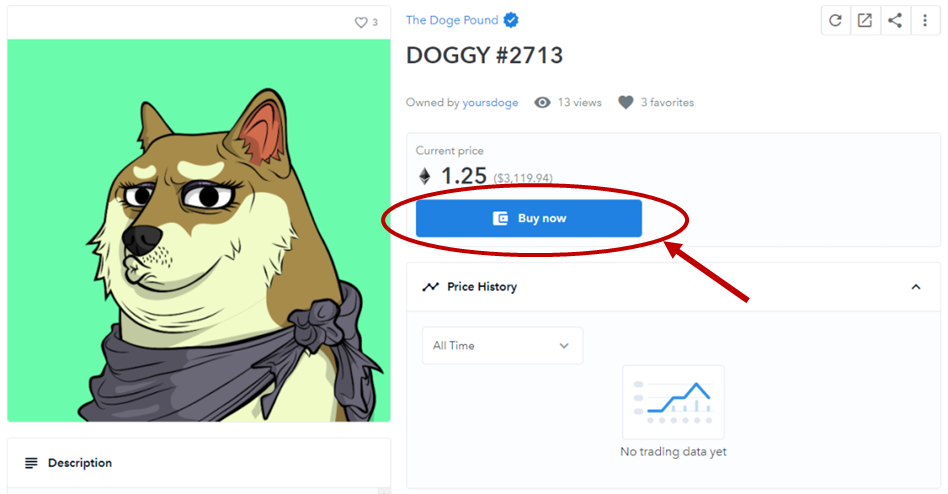 3
The Doge Pound
DOGGY #2713
Owned by yoursdoge 13 views 3 favorites
Current price
1.25 ($3,119.94)
Buy now
Price History
All Time
No trading data yet
Description